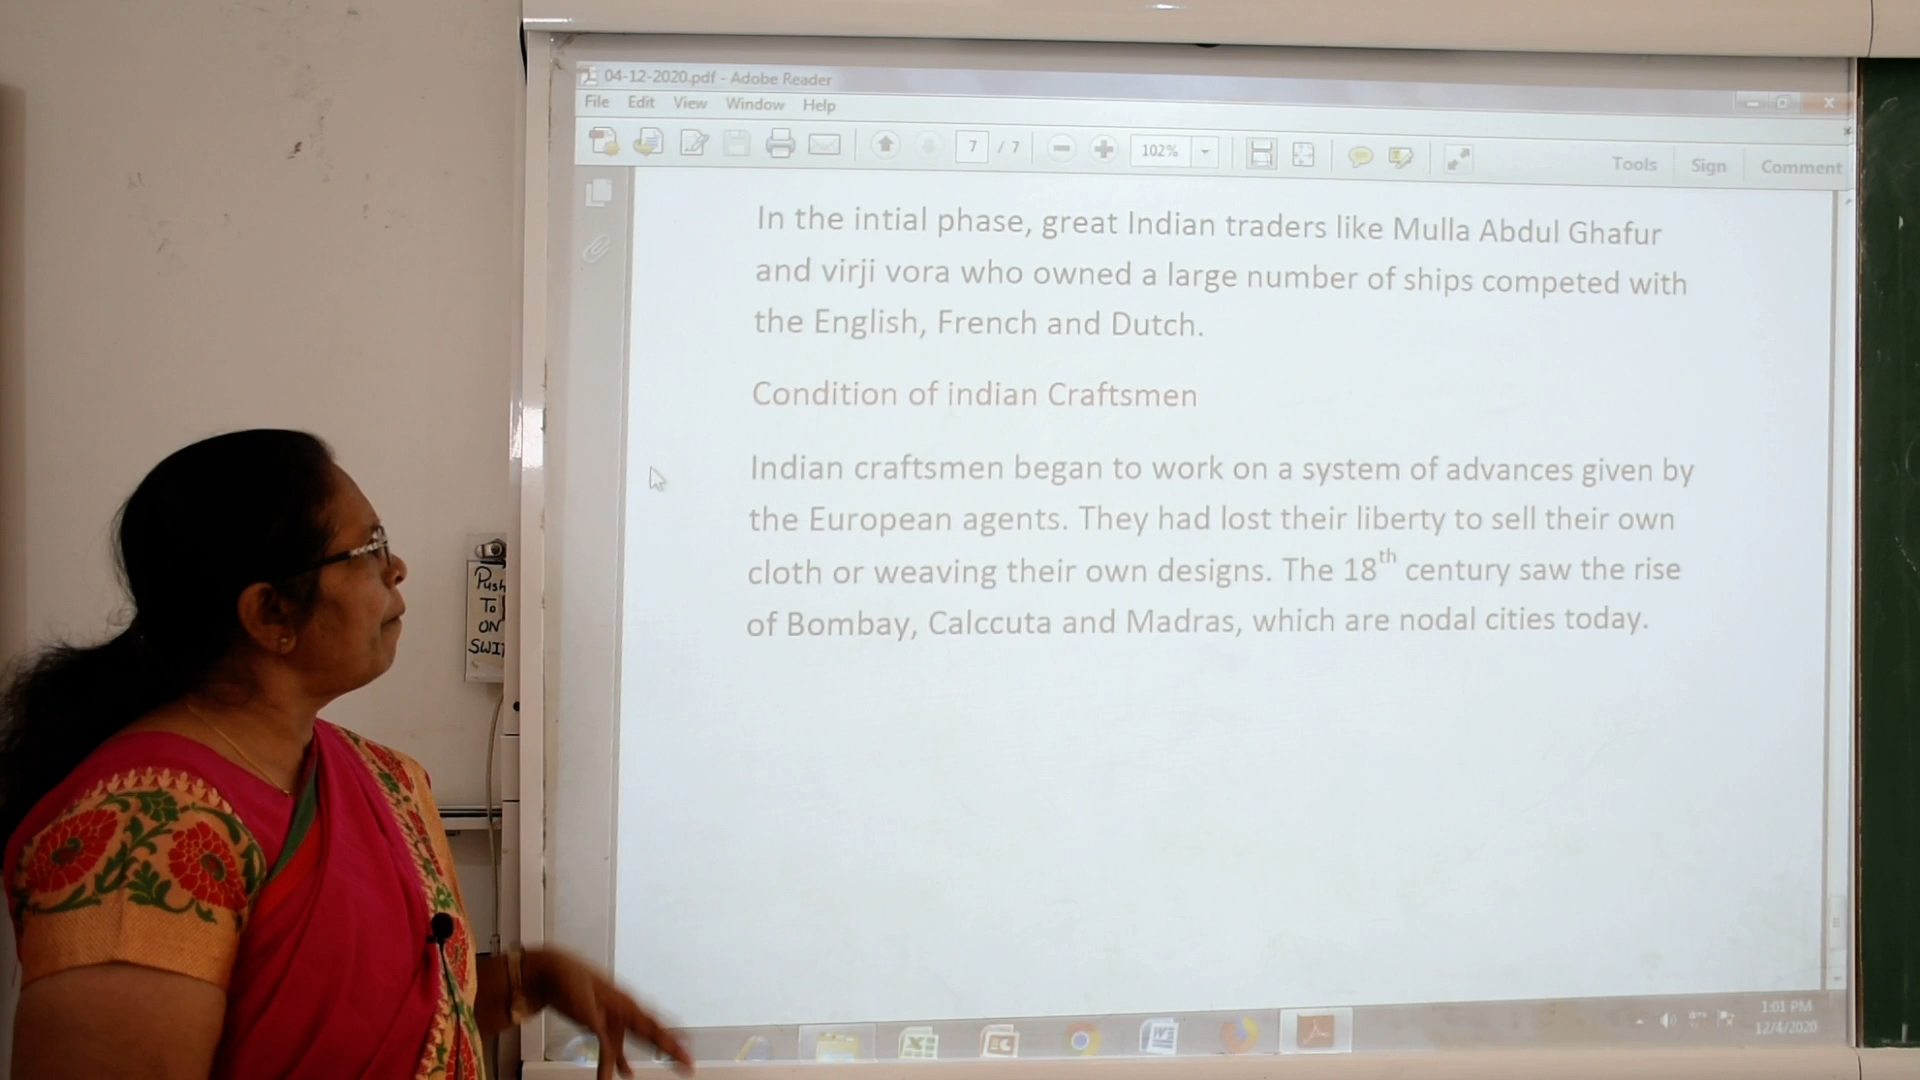 04-12-2020.pdf - Adobe Reader
File Edit View Window Help
7 / 7 102% Tools Sign Comment
In the intial phase, great Indian traders like Mulla Abdul Ghafur
and virji vora who owned a large number of ships competed with
the English, French and Dutch.
Condition of indian Craftsmen
Indian craftsmen began to work on a system of advances given by
the European agents. They had lost their liberty to sell their own
cloth or weaving their own designs. The 18th century saw the rise
of Bombay, Calccuta and Madras, which are nodal cities today.
Push
To
ON
1:01 PM
12/4/2020